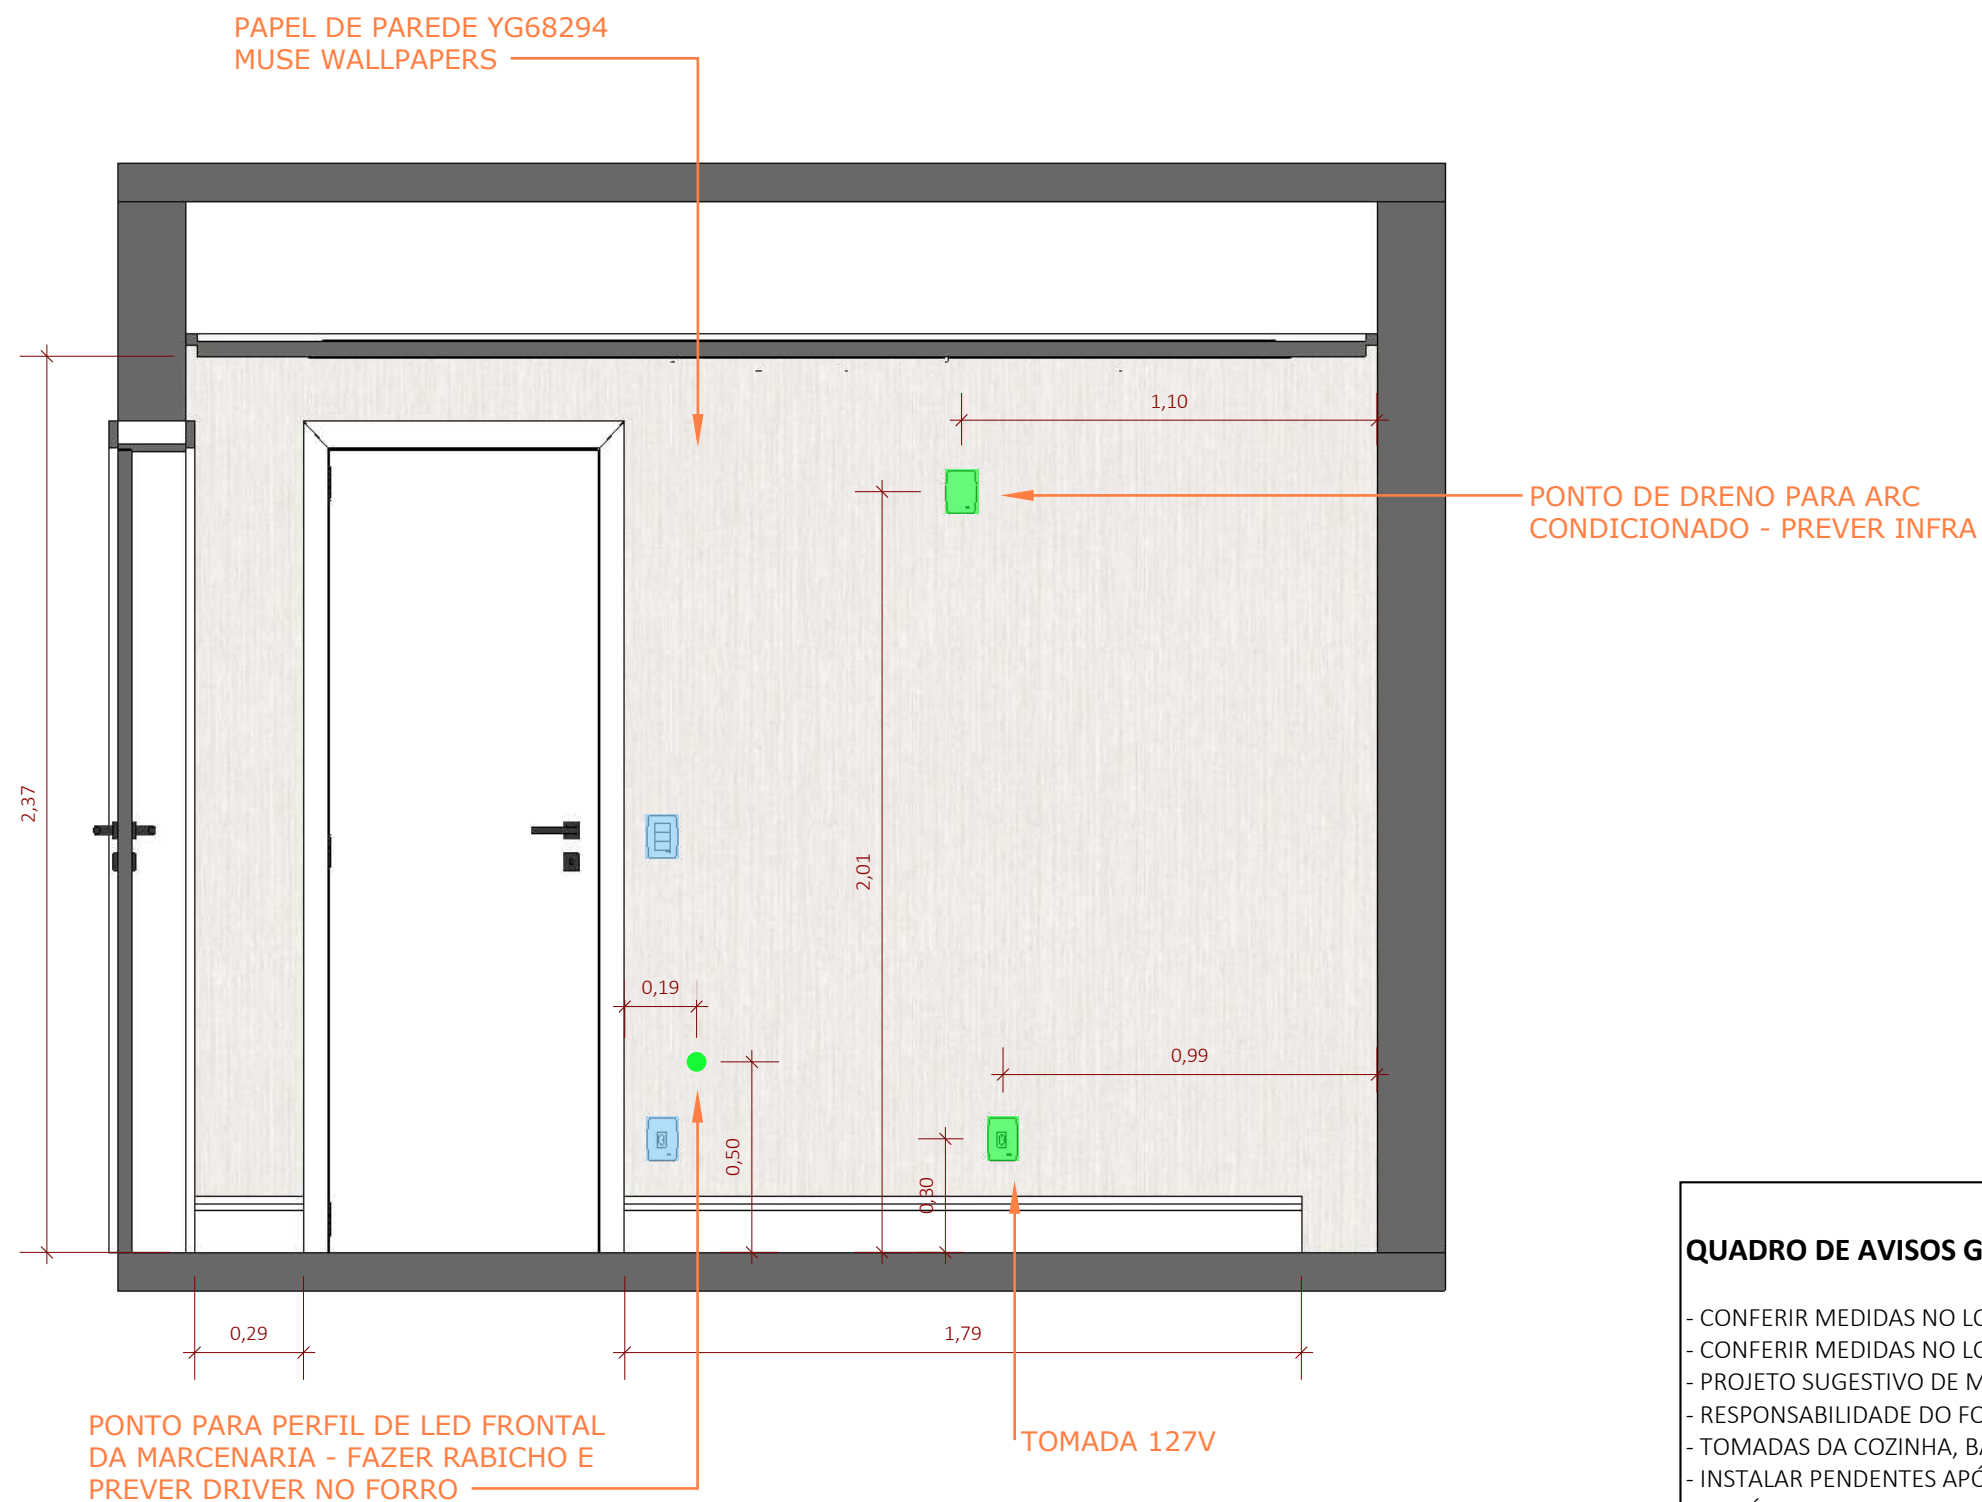 PAPEL DE PAREDE YG68294
MUSE WALLPAPERS
1,10
PONTO DE DRENO PARA ARC
CONDICIONADO - PREVER INFRA
2,37
2,01
0,19
0,99
0,50
0,30
0,29
1,79
PONTO PARA PERFIL DE LED FRONTAL
DA MARCENARIA - FAZER RABICHO E
PREVER DRIVER NO FORRO
TOMADA 127V
QUADRO DE AVISOS G
- CONFERIR MEDIDAS NO LO
- CONFERIR MEDIDAS NO LO
- PROJETO SUGESTIVO DE M
- RESPONSABILIDADE DO FO
- TOMADAS DA COZINHA, BA
- INSTALAR PENDENTES APÓ